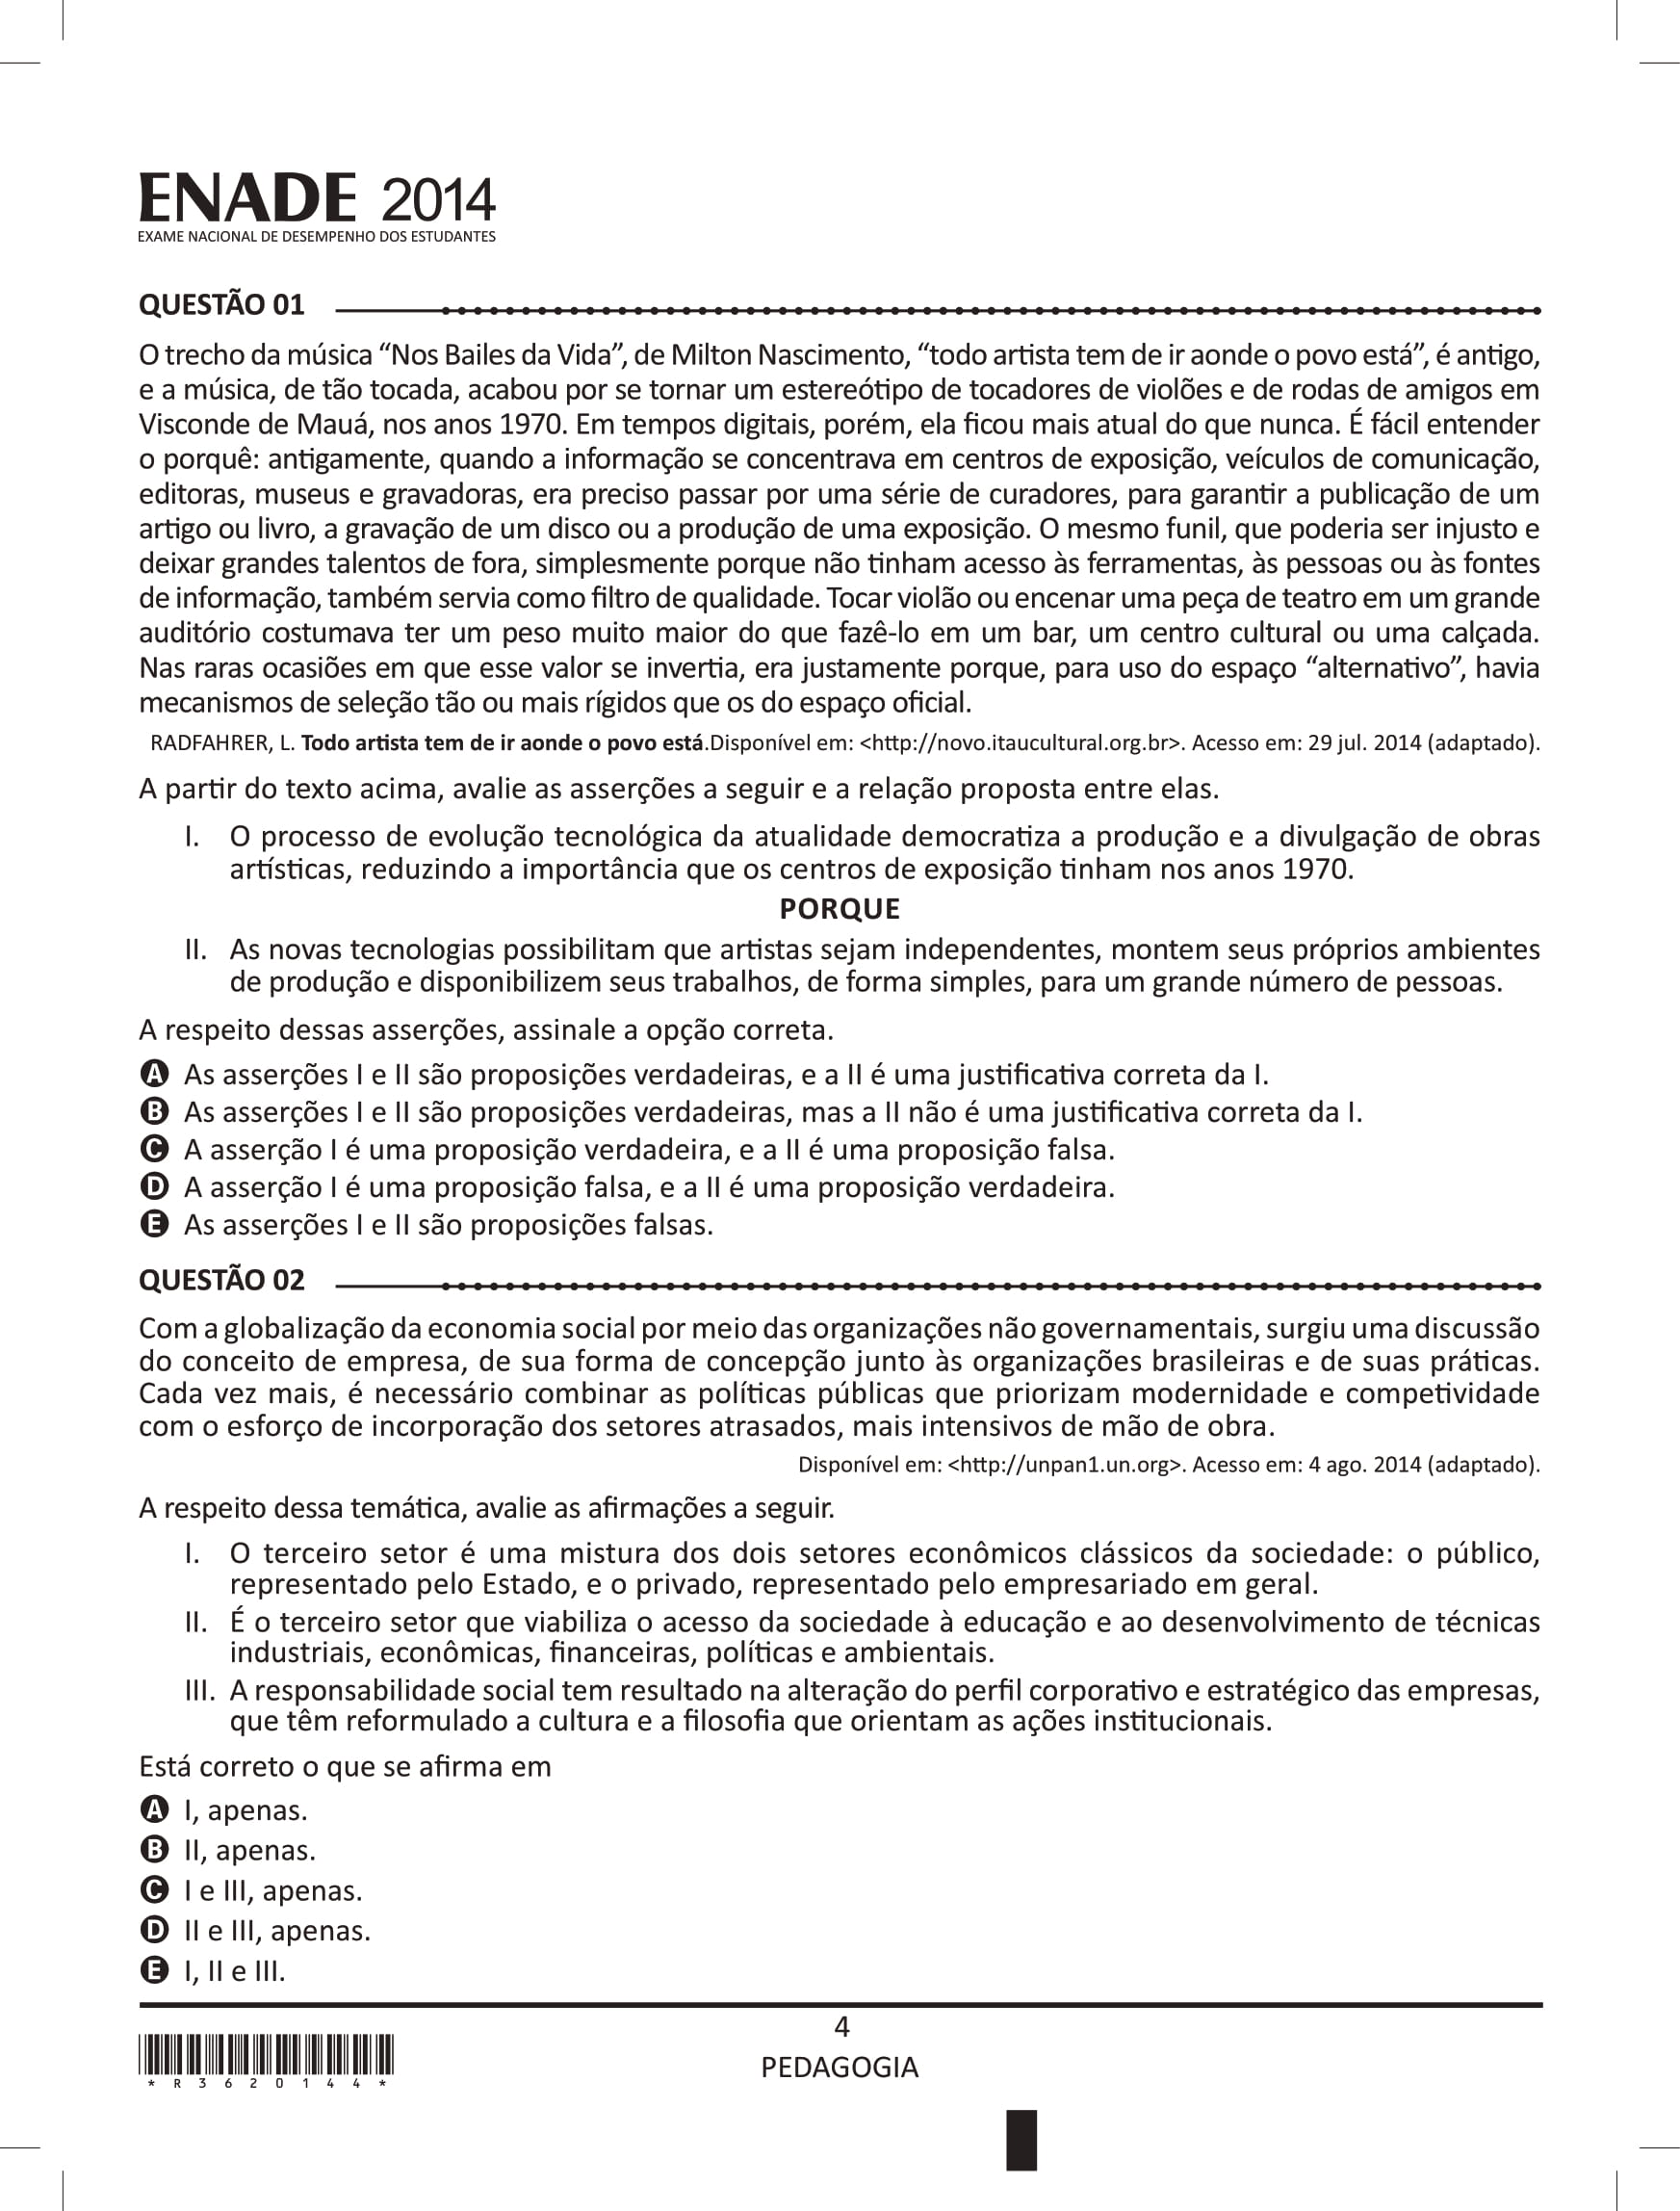 ENADE 2014
EXAME NACIONAL DE DESEMPENHO DOS ESTUDANTES
QUESTÃO 01
O trecho da música “Nos Bailes da Vida”, de Milton Nascimento, “todo artista tem de ir aonde o povo está”, é antigo,
e a música, de tão tocada, acabou por se tornar um estereótipo de tocadores de violões e de rodas de amigos em
Visconde de Mauá, nos anos 1970. Em tempos digitais, porém, ela ficou mais atual do que nunca. É fácil entender
o porquê: antigamente, quando a informação se concentrava em centros de exposição, veículos de comunicação,
editoras, museus e gravadoras, era preciso passar por uma série de curadores, para garantir a publicação de um
artigo ou livro, a gravação de um disco ou a produção de uma exposição. O mesmo funil, que poderia ser injusto e
deixar grandes talentos de fora, simplesmente porque não tinham acesso às ferramentas, às pessoas ou às fontes
de informação, também servia como filtro de qualidade. Tocar violão ou encenar uma peça de teatro em um grande
auditório costumava ter um peso muito maior do que fazê-lo em um bar, um centro cultural ou uma calçada.
Nas raras ocasiões em que esse valor se invertia, era justamente porque, para uso do espaço “alternativo”, havia
mecanismos de seleção tão ou mais rígidos que os do espaço oficial.
RADFAHRER, L. Todo artista tem de ir aonde o povo está.Disponível em: <http://novo.itaucultural.org.br>. Acesso em: 29 jul. 2014 (adaptado).
A partir do texto acima, avalie as asserções a seguir e a relação proposta entre elas.
I. O processo de evolução tecnológica da atualidade democratiza a produção e a divulgação de obras
artísticas, reduzindo a importância que os centros de exposição tinham nos anos 1970.
PORQUE
II. As novas tecnologias possibilitam que artistas sejam independentes, montem seus próprios ambientes
de produção e disponibilizem seus trabalhos, de forma simples, para um grande número de pessoas.
A respeito dessas asserções, assinale a opção correta.
A As asserções I e II são proposições verdadeiras, e a II é uma justificativa correta da I.
B As asserções I e II são proposições verdadeiras, mas a II não é uma justificativa correta da I.
C A asserção I é uma proposição verdadeira, e a II é uma proposição falsa.
D A asserção I é uma proposição falsa, e a II é uma proposição verdadeira.
E As asserções I e II são proposições falsas.
QUESTÃO 02
Com a globalização da economia social por meio das organizações não governamentais, surgiu uma discussão
do conceito de empresa, de sua forma de concepção junto às organizações brasileiras e de suas práticas.
Cada vez mais, é necessário combinar as políticas públicas que priorizam modernidade e competividade
com o esforço de incorporação dos setores atrasados, mais intensivos de mão de obra.
Disponível em: <http://unpan1.un.org>. Acesso em: 4 ago. 2014 (adaptado).
A respeito dessa temática, avalie as afirmações a seguir.
I. O terceiro setor é uma mistura dos dois setores econômicos clássicos da sociedade: o público,
representado pelo Estado, e o privado, representado pelo empresariado em geral.
II. É o terceiro setor que viabiliza o acesso da sociedade à educação e ao desenvolvimento de técnicas
industriais, econômicas, financeiras, políticas e ambientais.
III. A responsabilidade social tem resultado na alteração do perfil corporativo e estratégico das empresas,
que têm reformulado a cultura e a filosofia que orientam as ações institucionais.
Está correto o que se afirma em
A I, apenas.
B II, apenas.
C I e III, apenas.
D II e III, apenas.
E I, II e III.
4
PEDAGOGIA
* R 3 6 2 0 1 4 4 *